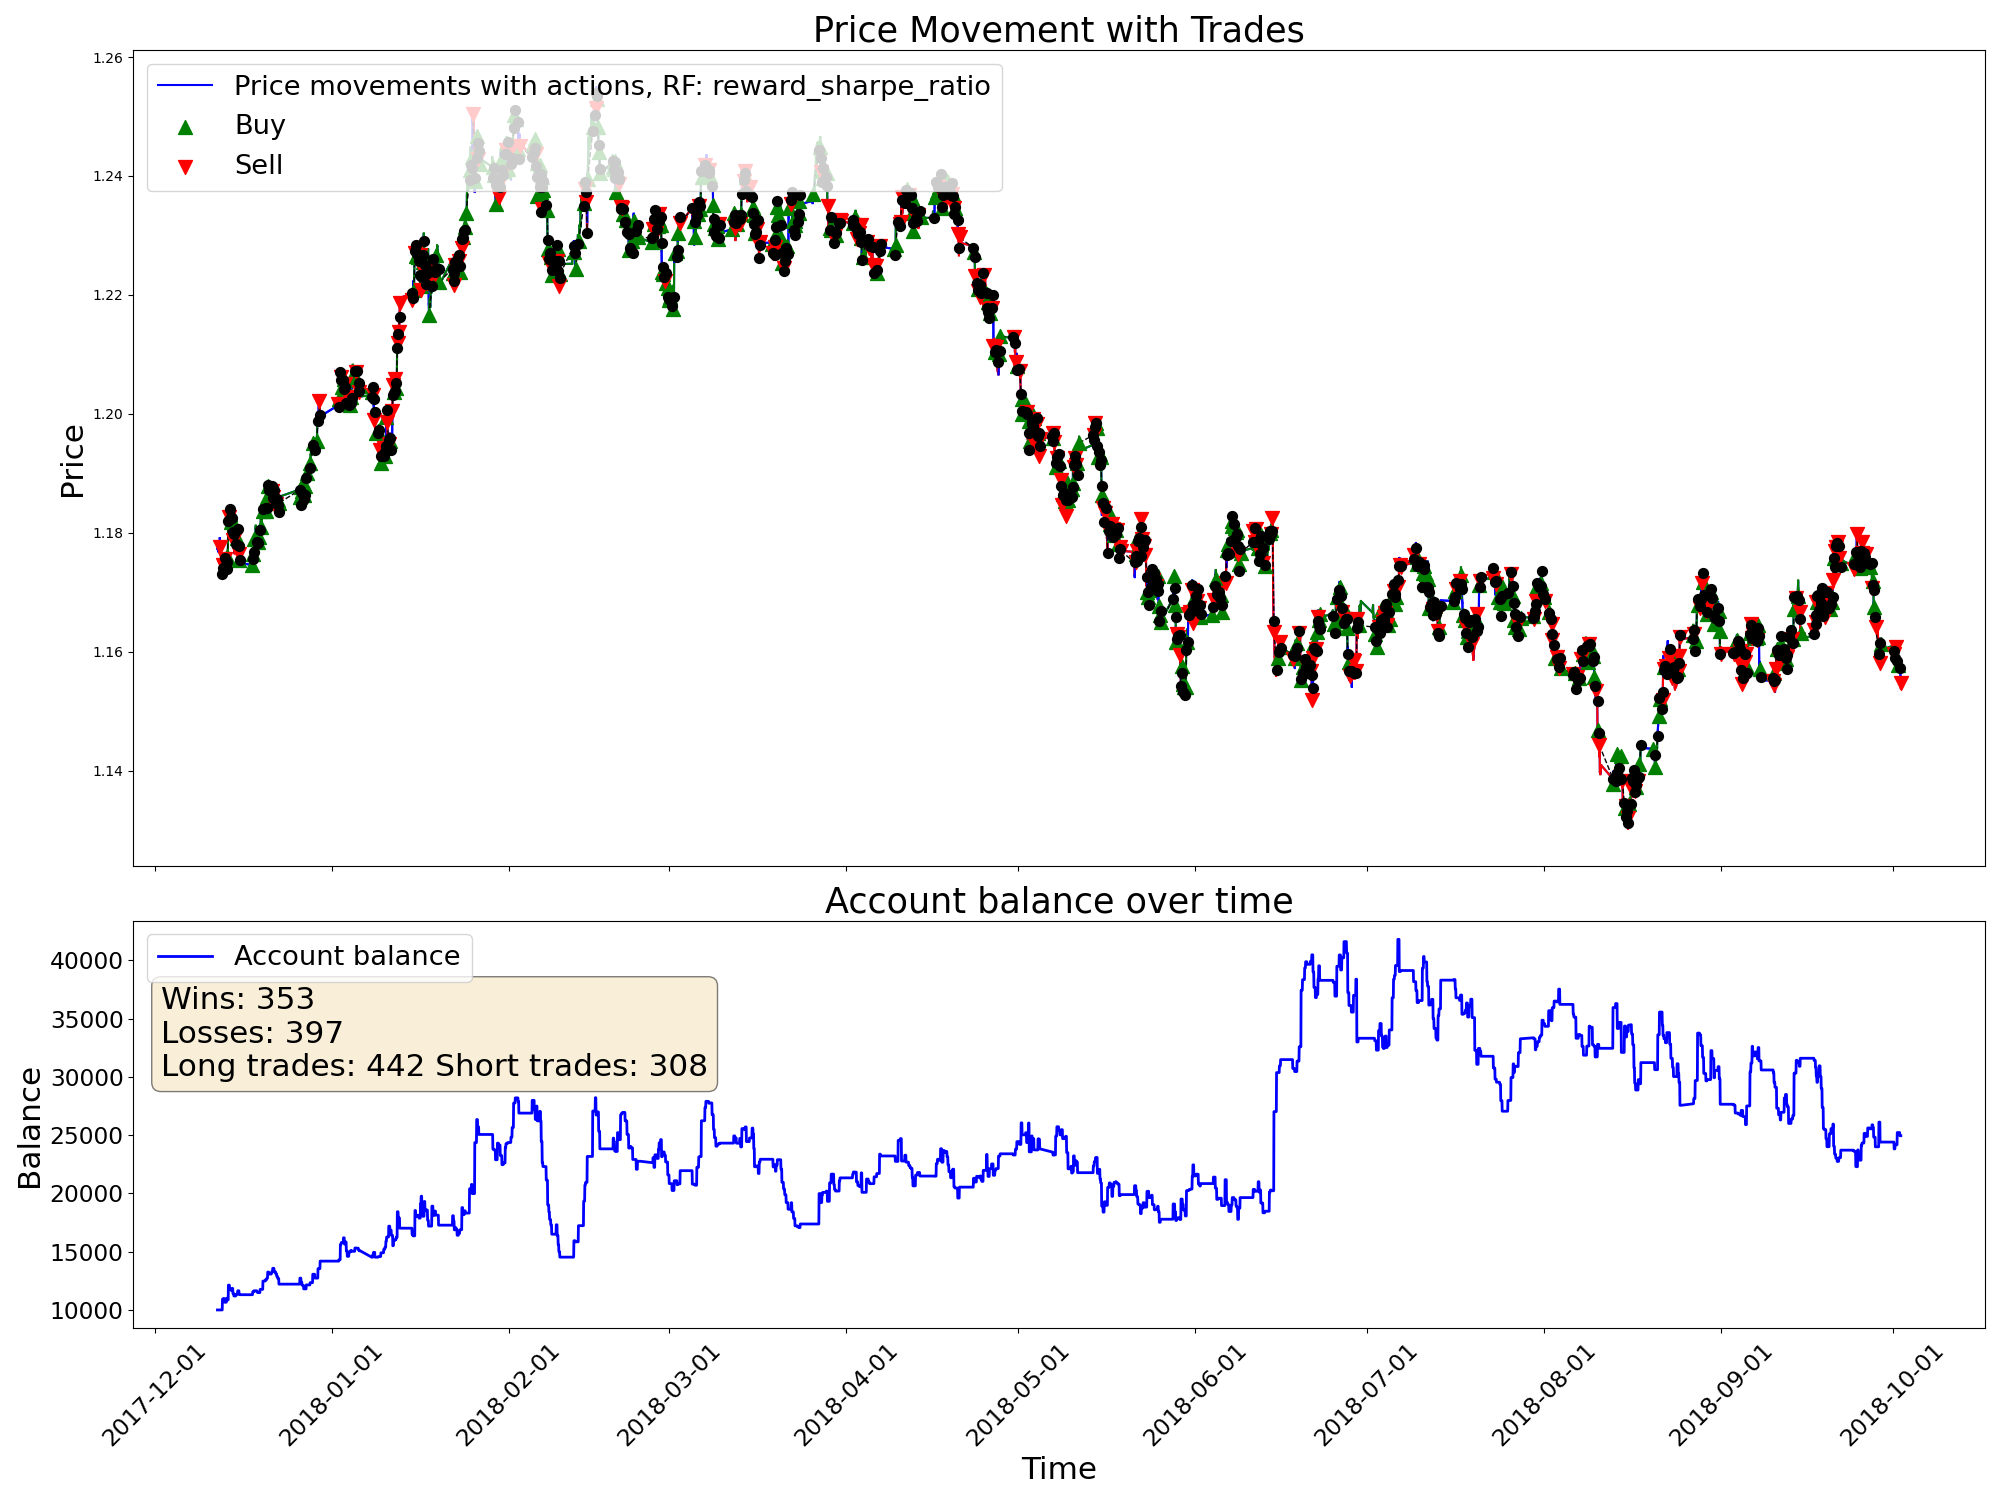 Price Movement with Trades
Price movements with actions, RF: reward_sharpe_ratio
Buy
Sell
1.26
1.24
1.22
1.20
1.18
1.16
1.14
Price
Account balance over time
Account balance
Wins: 353
Losses: 397
Long trades: 442 Short trades: 308
40000
35000
30000
25000
20000
15000
10000
Balance
2017-12-01
2018-01-01
2018-02-01
2018-03-01
2018-04-01
2018-05-01
2018-06-01
2018-07-01
2018-08-01
2018-09-01
2018-10-01
Time